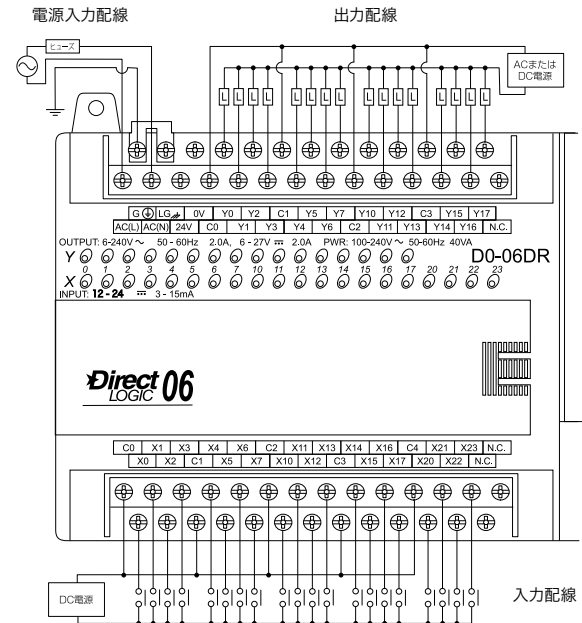 電源入力配線
出力配線
ヒューズ
ACまたは
DC電源
L L L L L L L L L L L L L L L L
G LG 0V Y0 Y2 C1 Y5 Y7 Y10 Y12 C3 Y15 Y17
AC(L) AC(N) 24V C0 Y1 Y3 Y4 Y6 C2 Y11 Y13 Y14 Y16 N.C.
OUTPUT: 6-240V 50 - 60Hz 2.0A, 6 - 27V 2.0A PWR: 100-240V 50-60Hz 40VA
Y
D0-06DR
0 1 2 3 4 5 6 7 10 11 12 13 14 15 16 17 20 21 22 23
X
INPUT: 12 - 24 3 - 15mA
Direct
LOGIC 06
C0 X1 X3 X4 X6 C2 X11 X13 X14 X16 C4 X21 X23 N.C.
X0 X2 C1 X5 X7 X10 X12 C3 X15 X17 X20 X22 N.C.
DC電源
入力配線